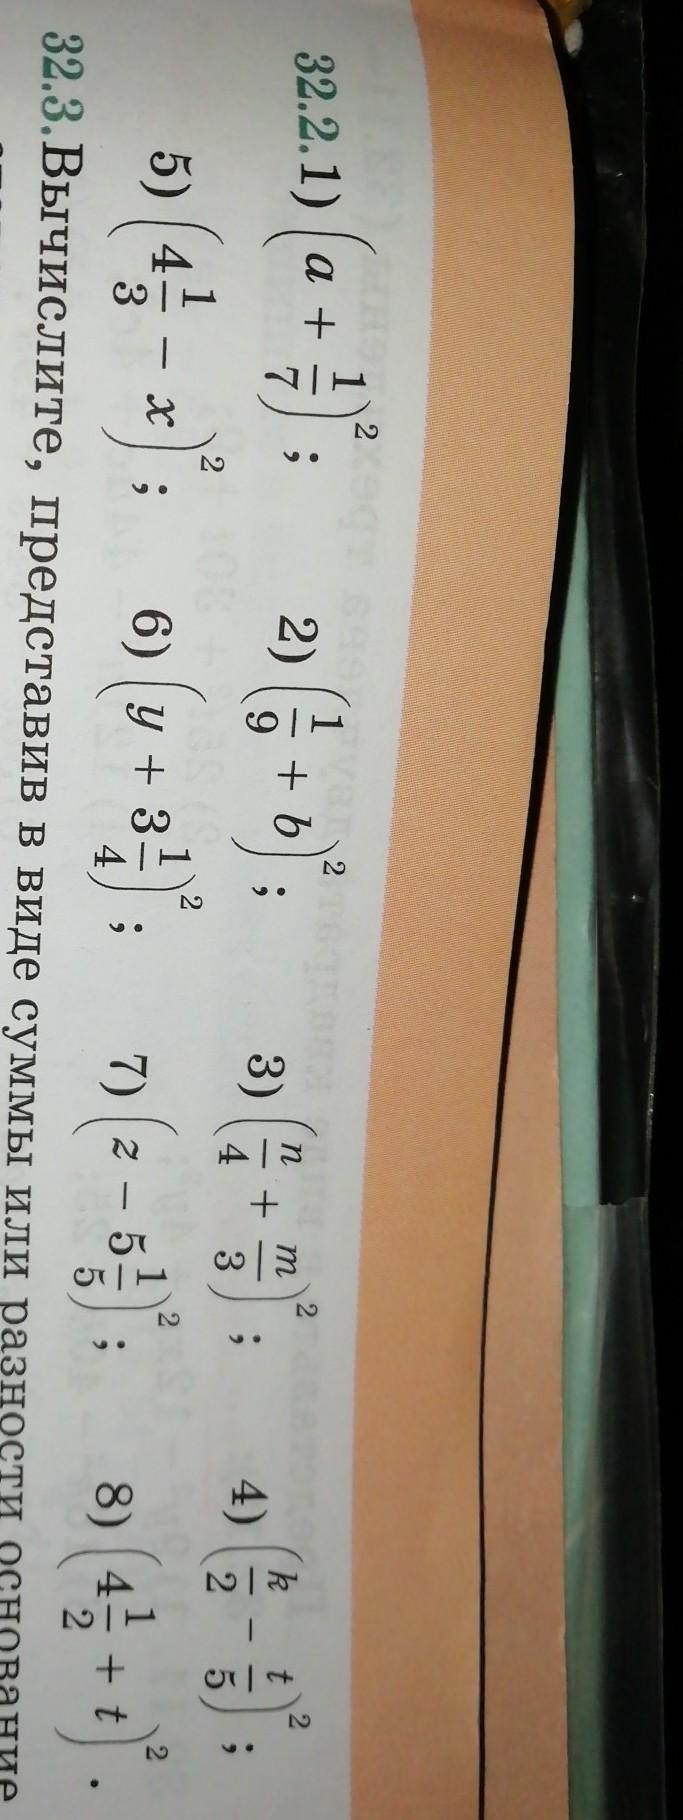 32.2. 1) (a + 1/7)²; 2) (1/9 + b)²; 3) (n/4 + m/3)²; 4) (k/2 − t/5)²;
5) (4 1/3 − x)²; 6) (y + 3 1/4)²; 7) (z − 5 1/5)²; 8) (4 1/2 + t)².
32.3. Вычислите, представив в виде суммы или разности основание